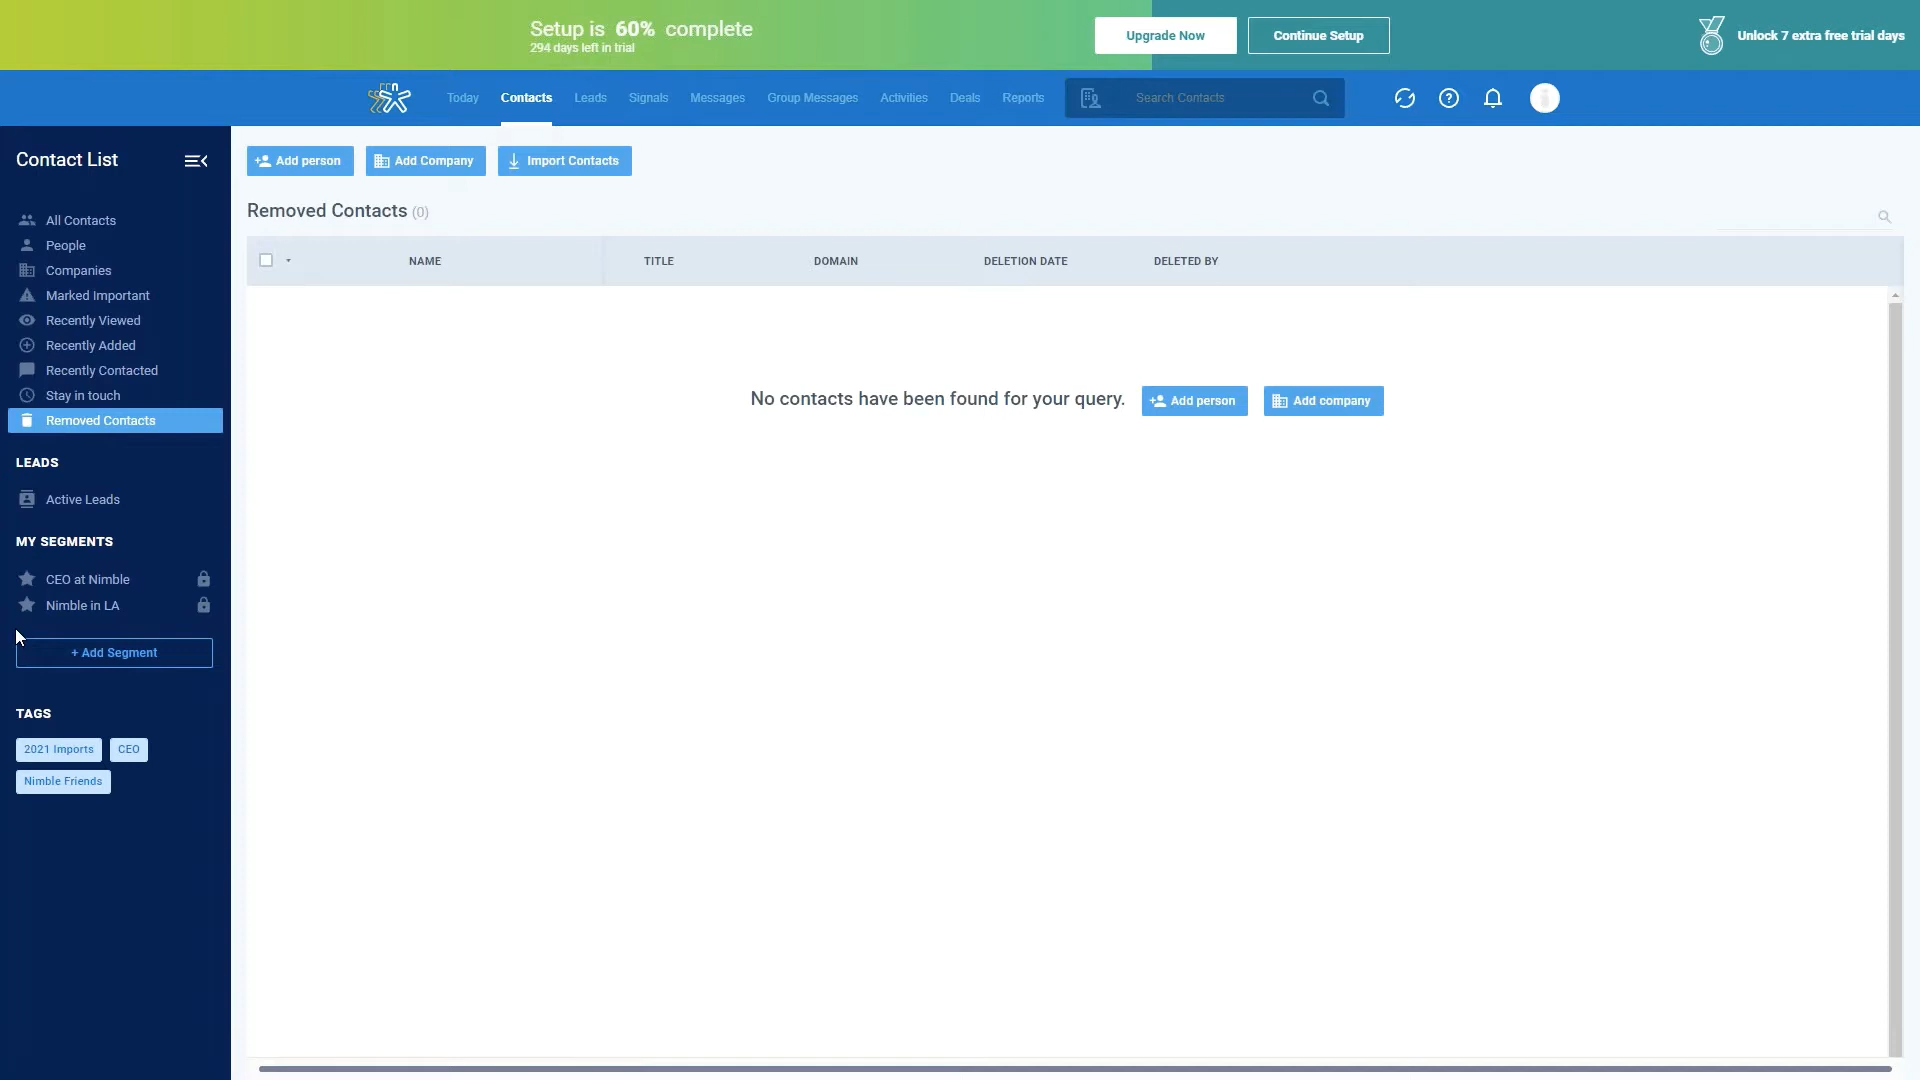 Setup is 60% complete
294 days left in trial
Upgrade Now
Continue Setup
Unlock 7 extra free trial days
Today
Contacts
Leads
Signals
Messages
Group Messages
Activities
Deals
Reports
Search Contacts
Contact List
All Contacts
People
Companies
Marked Important
Recently Viewed
Recently Added
Recently Contacted
Stay in touch
Removed Contacts
LEADS
Active Leads
MY SEGMENTS
CEO at Nimble
Nimble in LA
+ Add Segment
TAGS
2021 Imports
CEO
Nimble Friends
Add person
Add Company
Import Contacts
Removed Contacts (0)
NAME
TITLE
DOMAIN
DELETION DATE
DELETED BY
No contacts have been found for your query.
Add person
Add company